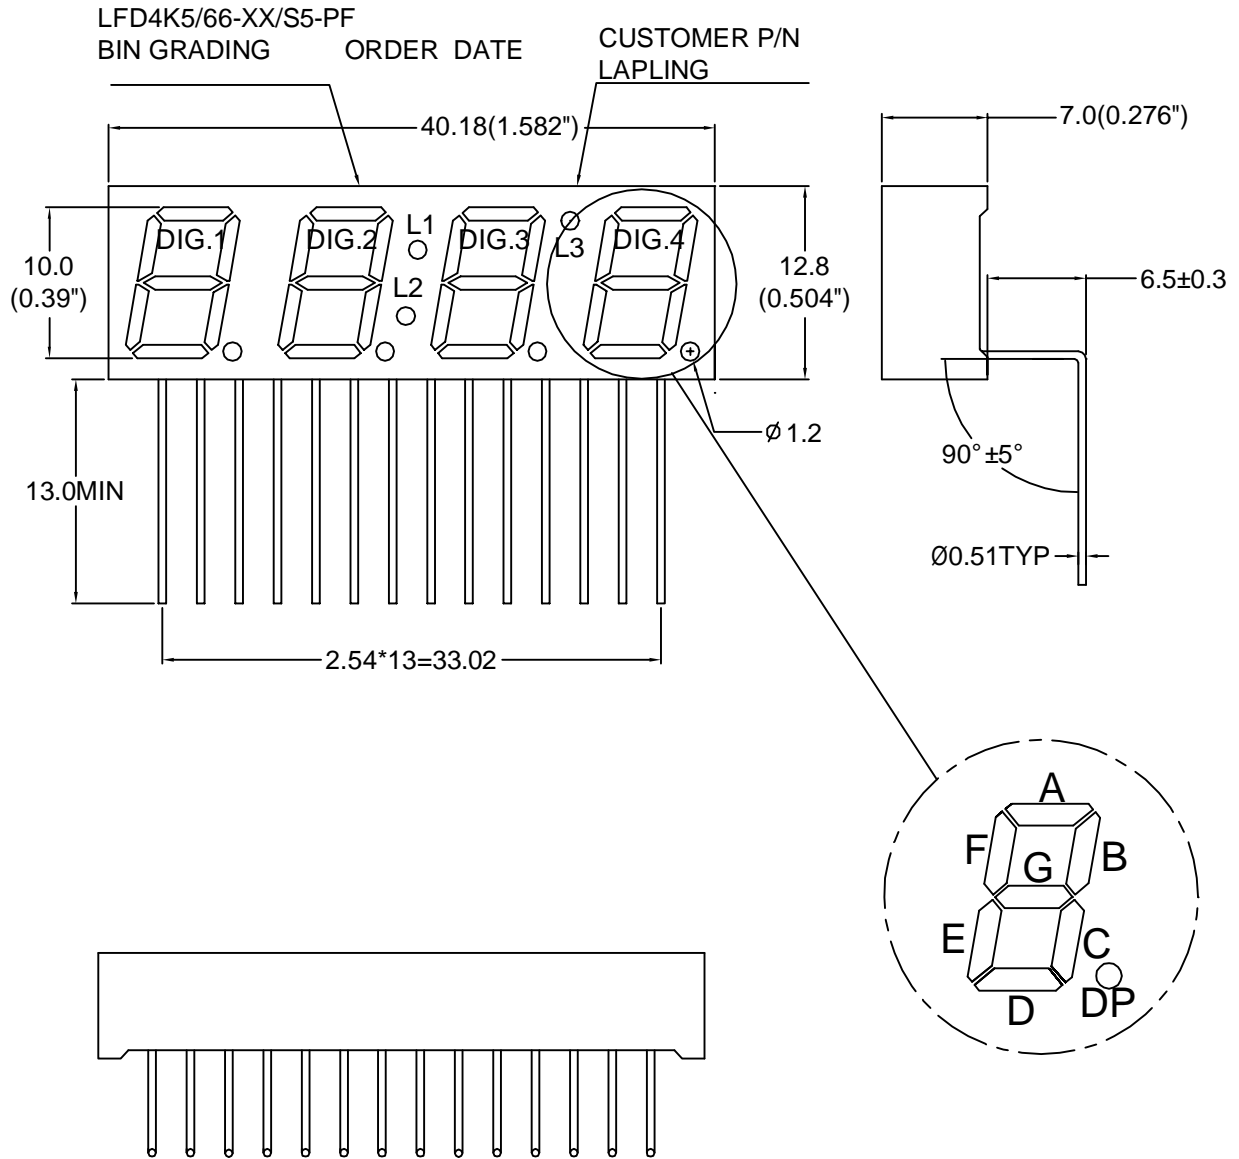 LFD4K5/66-XX/S5-PF
BIN GRADING ORDER DATE
CUSTOMER P/N
LAPLING
40.18(1.582")
7.0(0.276")
DIG.1
DIG.2
L1
DIG.3
L3
DIG.4
L2
10.0
(0.39")
12.8
(0.504")
6.5±0.3
Ø1.2
90°±5°
13.0MIN
Ø0.51TYP
2.54*13=33.02
A
F
B
G
E
C
D
DP